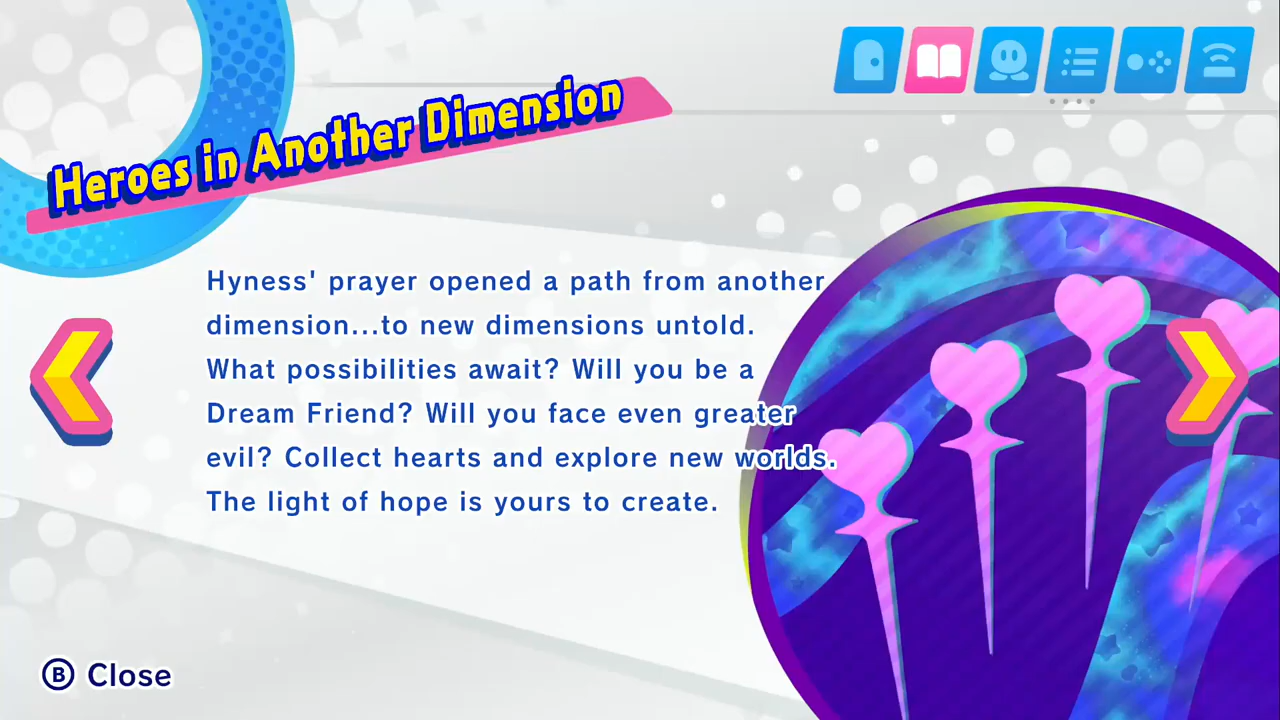 Heroes in Another Dimension
Hyness' prayer opened a path from another
dimension...to new dimensions untold.
What possibilities await? Will you be a
Dream Friend? Will you face even greater
evil? Collect hearts and explore new worlds.
The light of hope is yours to create.
B Close